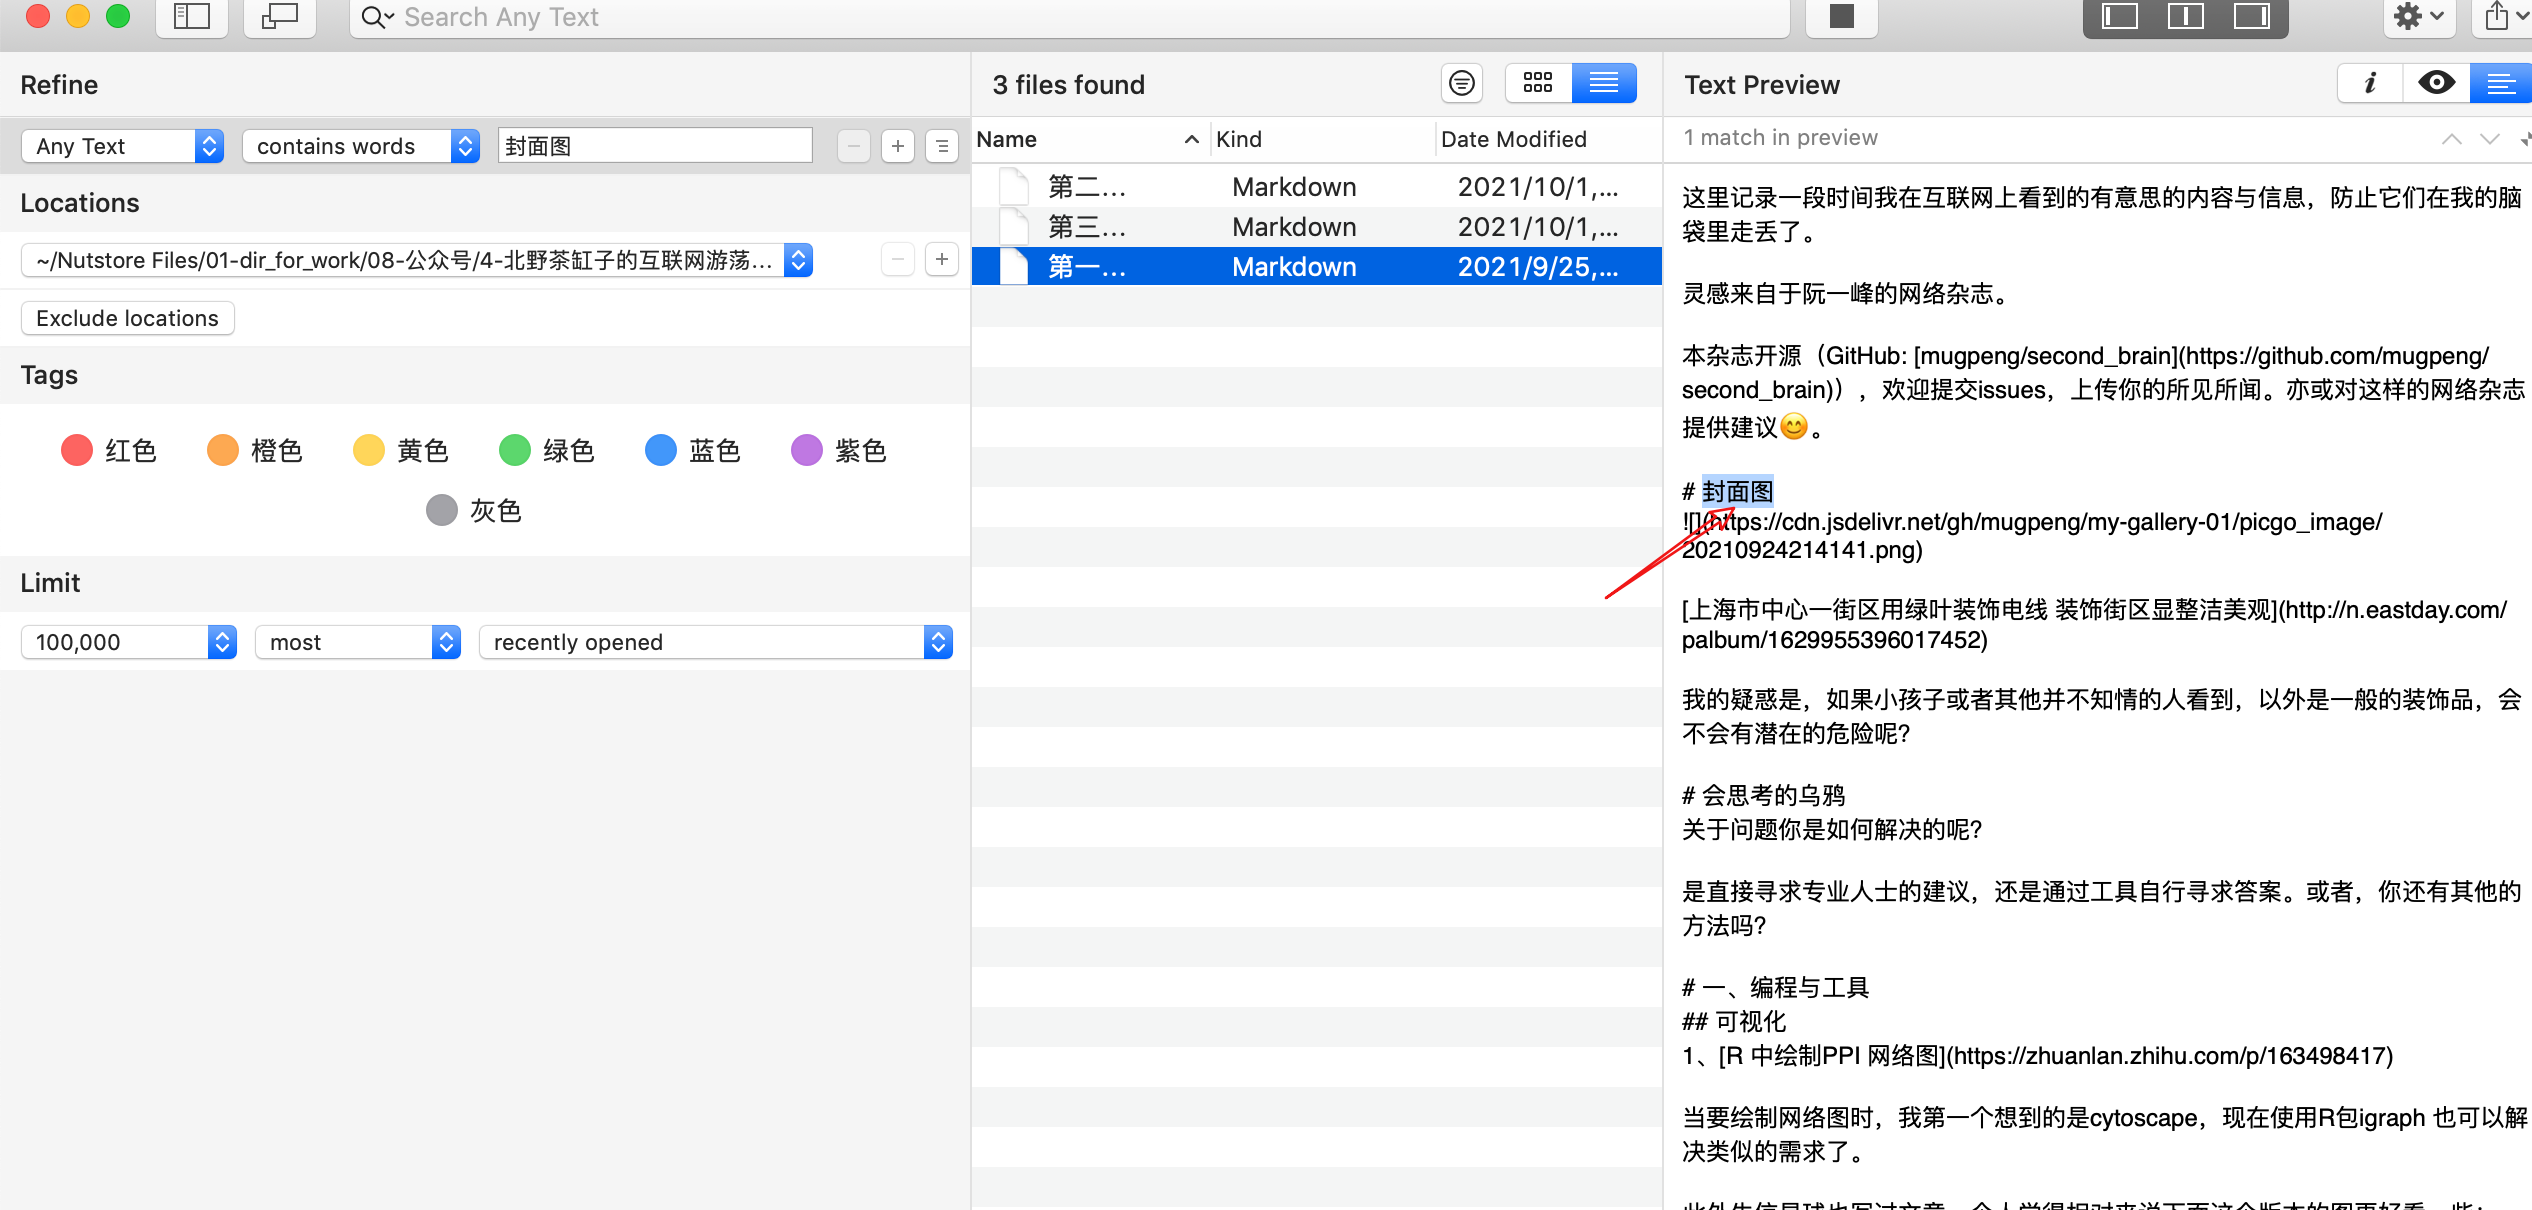 Search Any Text
Refine
Any Text
contains words
封面图
Locations
~/Nutstore Files/01-dir_for_work/08-公众号/4-北野茶缸子的互联网游荡...
Exclude locations
Tags
红色
橙色
黄色
绿色
蓝色
紫色
灰色
Limit
100,000
most
recently opened
3 files found
Name
Kind
Date Modified
第二...
Markdown
2021/10/1,...
第三...
Markdown
2021/10/1,...
第一...
Markdown
2021/9/25,...
Text Preview
1 match in preview
这里记录一段时间我在互联网上看到的有意思的内容与信息，防止它们在我的脑
袋里走丢了。
灵感来自于阮一峰的网络杂志。
本杂志开源（GitHub: [mugpeng/second_brain](https://github.com/mugpeng/
second_brain)），欢迎提交issues，上传你的所见所闻。亦或对这样的网络杂志
提供建议😊。
# 封面图
![](https://cdn.jsdelivr.net/gh/mugpeng/my-gallery-01/picgo_image/
20210924214141.png)
[上海市中心一街区用绿叶装饰电线 装饰街区显整洁美观](http://n.eastday.com/
palbum/1629955396017452)
我的疑惑是，如果小孩子或者其他并不知情的人看到，以外是一般的装饰品，会
不会有潜在的危险呢？
# 会思考的乌鸦
关于问题你是如何解决的呢？
是直接寻求专业人士的建议，还是通过工具自行寻求答案。或者，你还有其他的
方法吗？
# 一、编程与工具
## 可视化
1、[R 中绘制PPI 网络图](https://zhuanlan.zhihu.com/p/163498417)
当要绘制网络图时，我第一个想到的是cytoscape，现在使用R包igraph 也可以解
决类似的需求了。